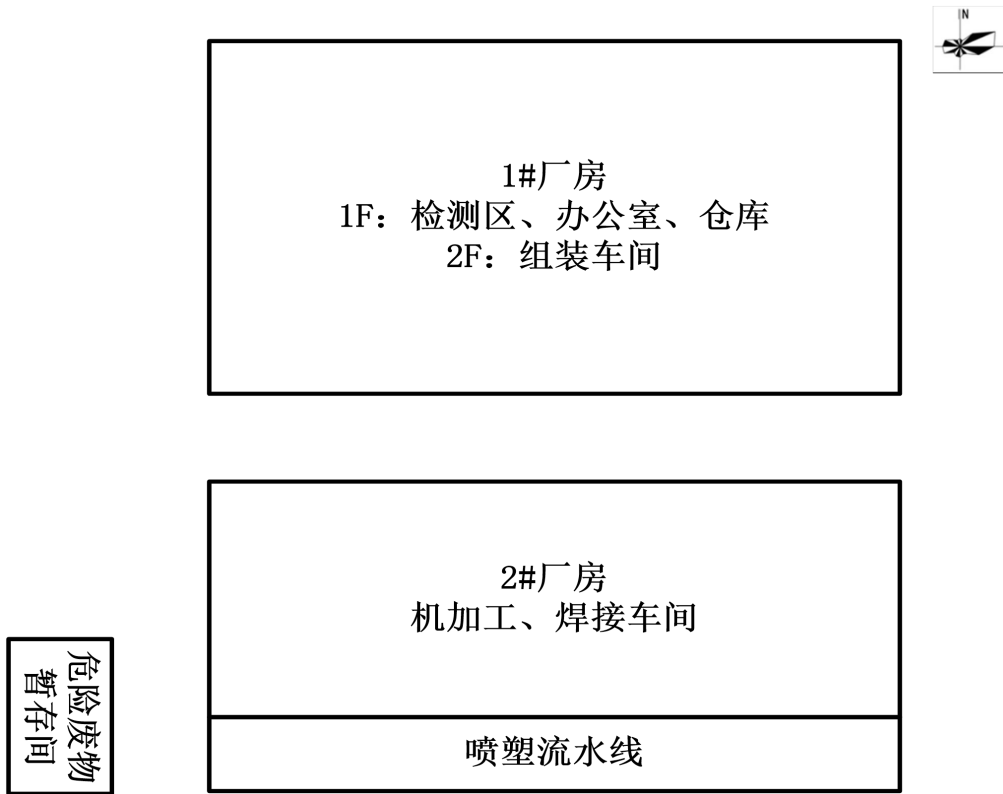 N
1#厂房
1F：检测区、办公室、仓库
2F：组装车间
2#厂房
机加工、焊接车间
危险废物
暂存间
喷塑流水线